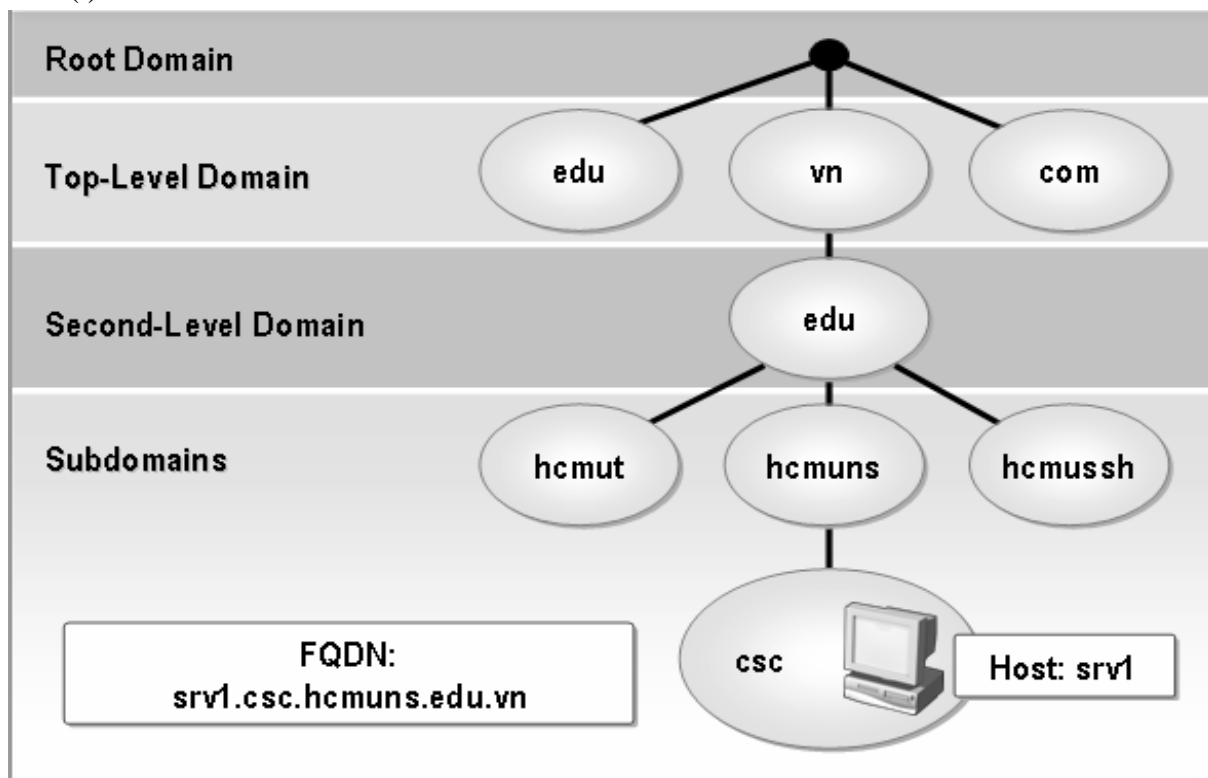 Root Domain
Top-Level Domain
edu
vn
com
Second-Level Domain
edu
Subdomains
hcmut
hcmuns
hcmussh
csc
Host: srv1
FQDN:
srv1.csc.hcmuns.edu.vn